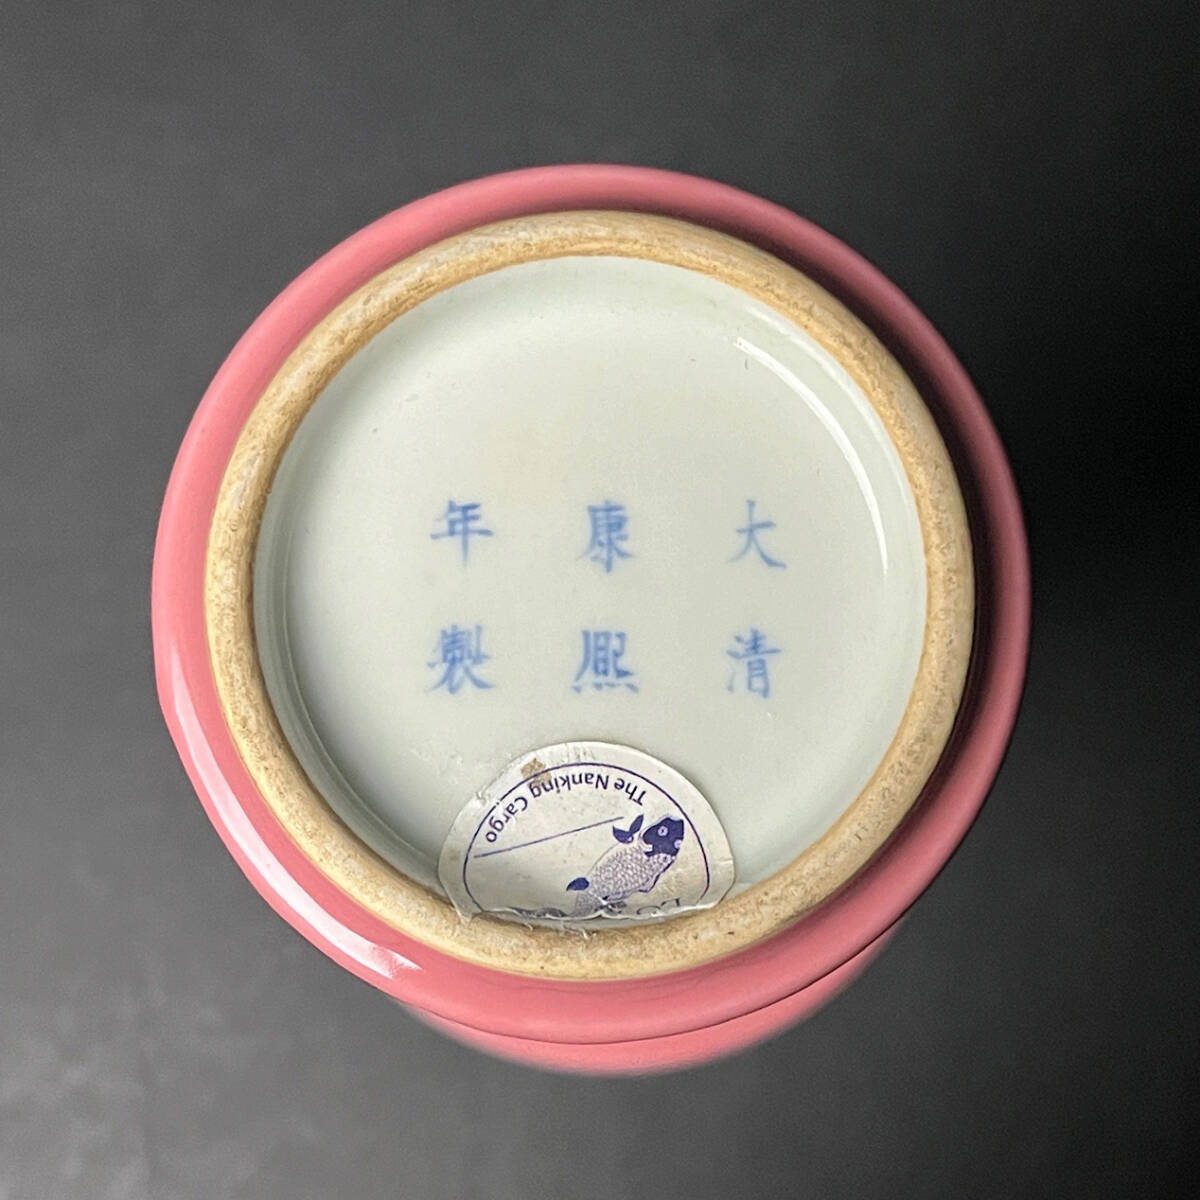 大清
康熙
年製
The Nanking Cargo